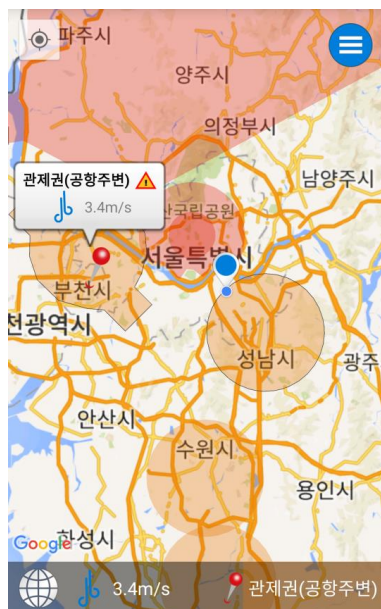 파주시
양주시
의정부시
관제권(공항주변)
3.4m/s
남양주시
산국립공원
서울특별시
부천시
천광역시
성남시
광주
안산시
수원시
용인시
Google
화성시
3.4m/s
관제권(공항주변)